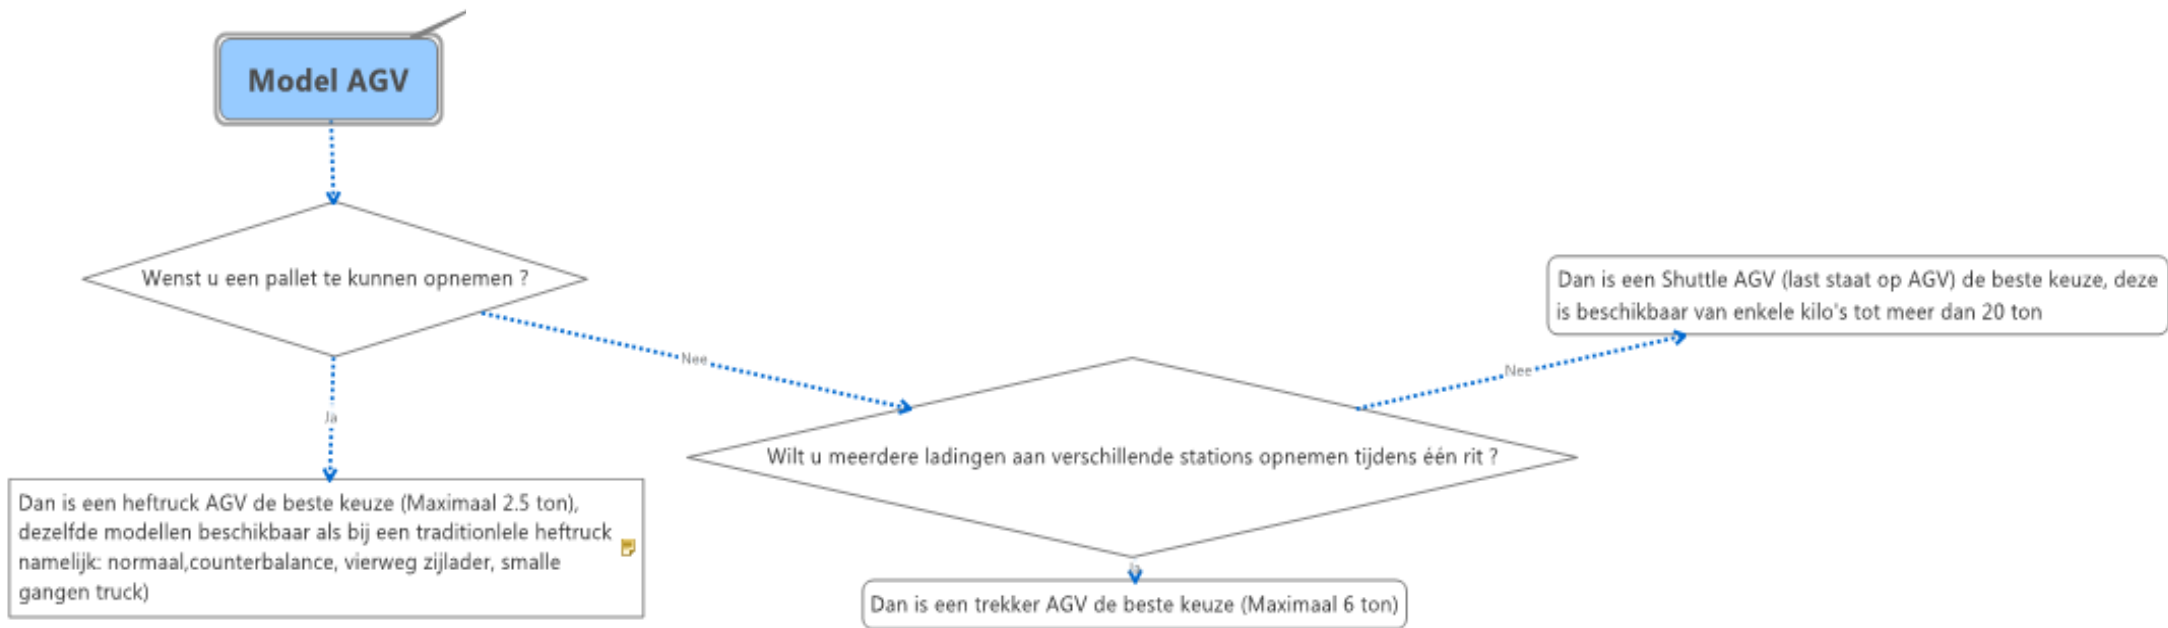 Model AGV
Wenst u een pallet te kunnen opnemen ?
Nee
Ja
Dan is een heftruck AGV de beste keuze (Maximaal 2.5 ton),
dezelfde modellen beschikbaar als bij een traditionlele heftruck
namelijk: normaal,counterbalance, vierweg zijlader, smalle
gangen truck)
Wilt u meerdere ladingen aan verschillende stations opnemen tijdens één rit ?
Nee
Dan is een Shuttle AGV (last staat op AGV) de beste keuze, deze
is beschikbaar van enkele kilo's tot meer dan 20 ton
Ja
Dan is een trekker AGV de beste keuze (Maximaal 6 ton)